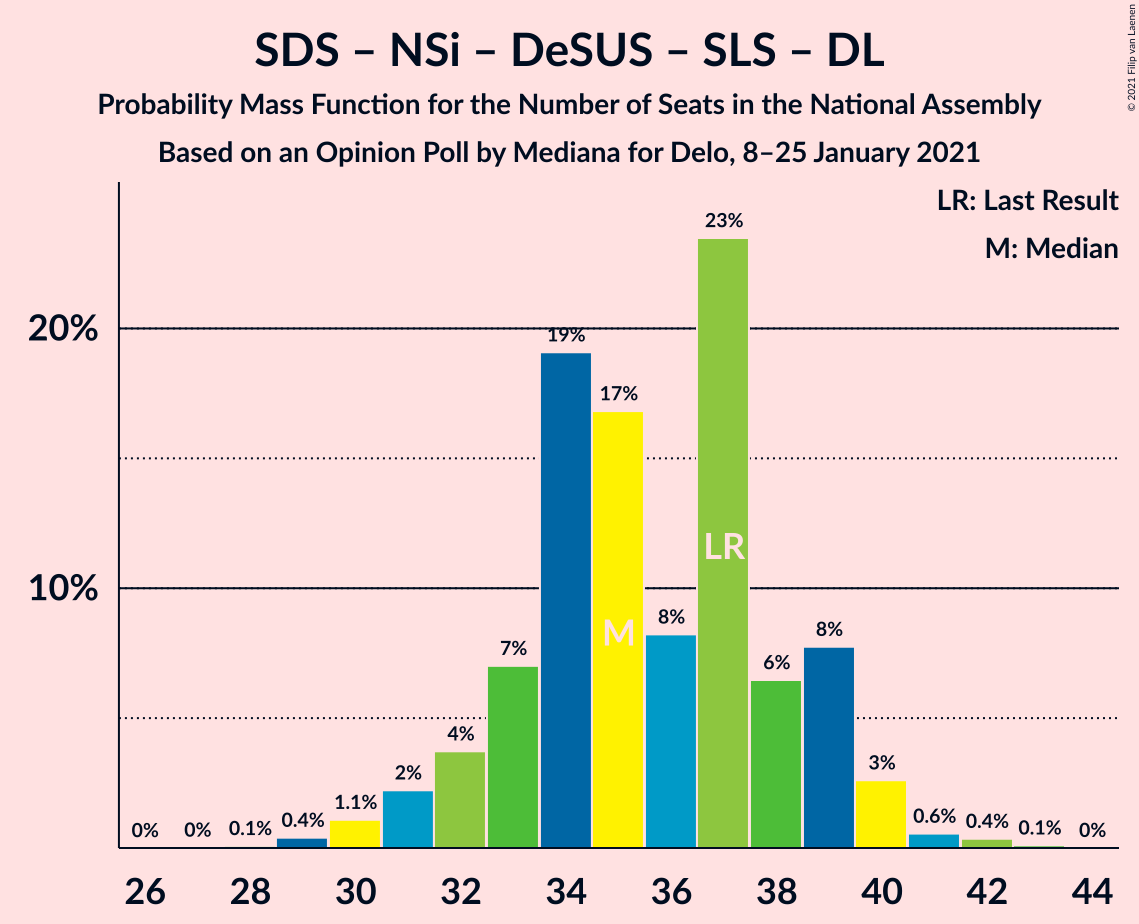 SDS – NSi – DeSUS – SLS – DL
Probability Mass Function for the Number of Seats in the National Assembly
Based on an Opinion Poll by Mediana for Delo, 8–25 January 2021
© 2021 Filip van Laenen
LR: Last Result
M: Median
20%
10%
0%
0%
0.1%
0.4%
1.1%
2%
4%
7%
19%
17%
8%
23%
6%
8%
3%
0.6%
0.4%
0.1%
0%
M
LR
26 28 30 32 34 36 38 40 42 44